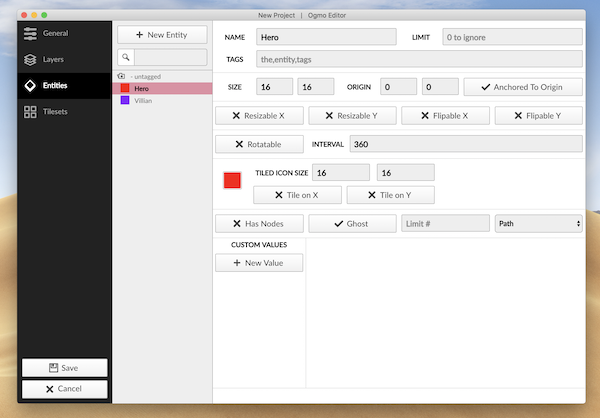 New Project | Ogmo Editor
General
Layers
Entities
Tilesets
Save
Cancel
New Entity
- untagged
Hero
Villian
NAME Hero LIMIT 0 to ignore
TAGS the,entity,tags
SIZE 16 16 ORIGIN 0 0 Anchored To Origin
Resizable X Resizable Y Flipable X Flipable Y
Rotatable INTERVAL 360
TILED ICON SIZE 16 16
Tile on X Tile on Y
Has Nodes Ghost Limit # Path
CUSTOM VALUES
New Value